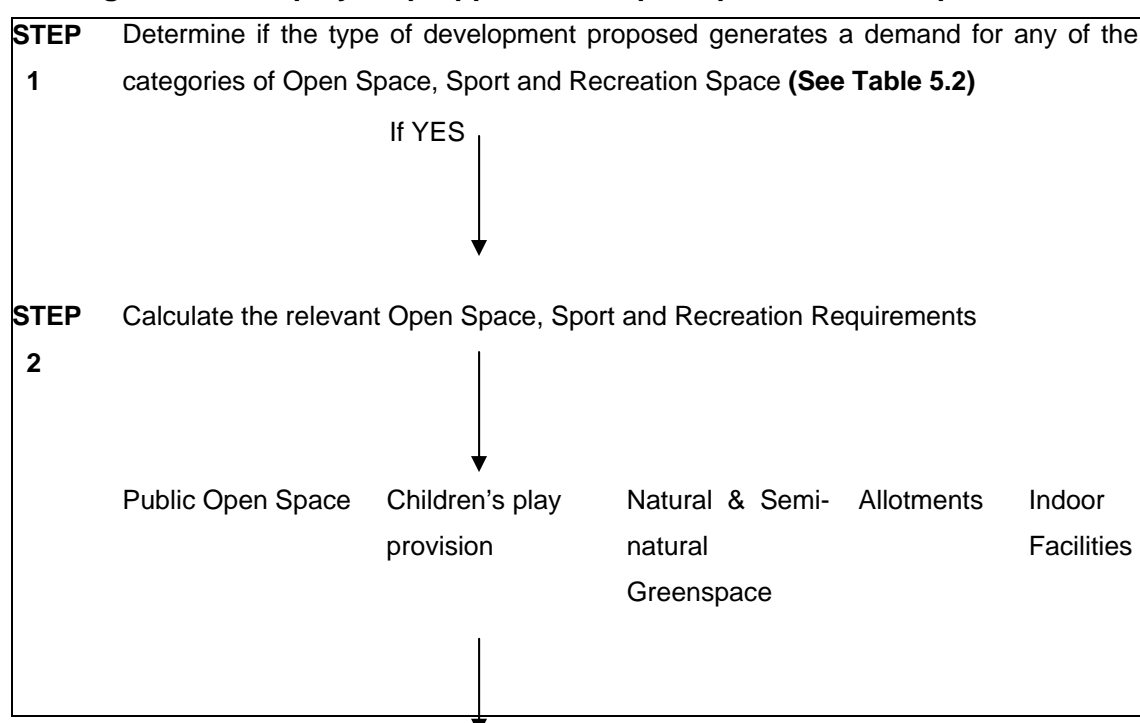 STEP Determine if the type of development proposed generates a demand for any of the
1 categories of Open Space, Sport and Recreation Space (See Table 5.2)
If YES
STEP Calculate the relevant Open Space, Sport and Recreation Requirements
2
Public Open Space Children’s play Natural & Semi- Allotments Indoor
provision natural Facilities
Greenspace